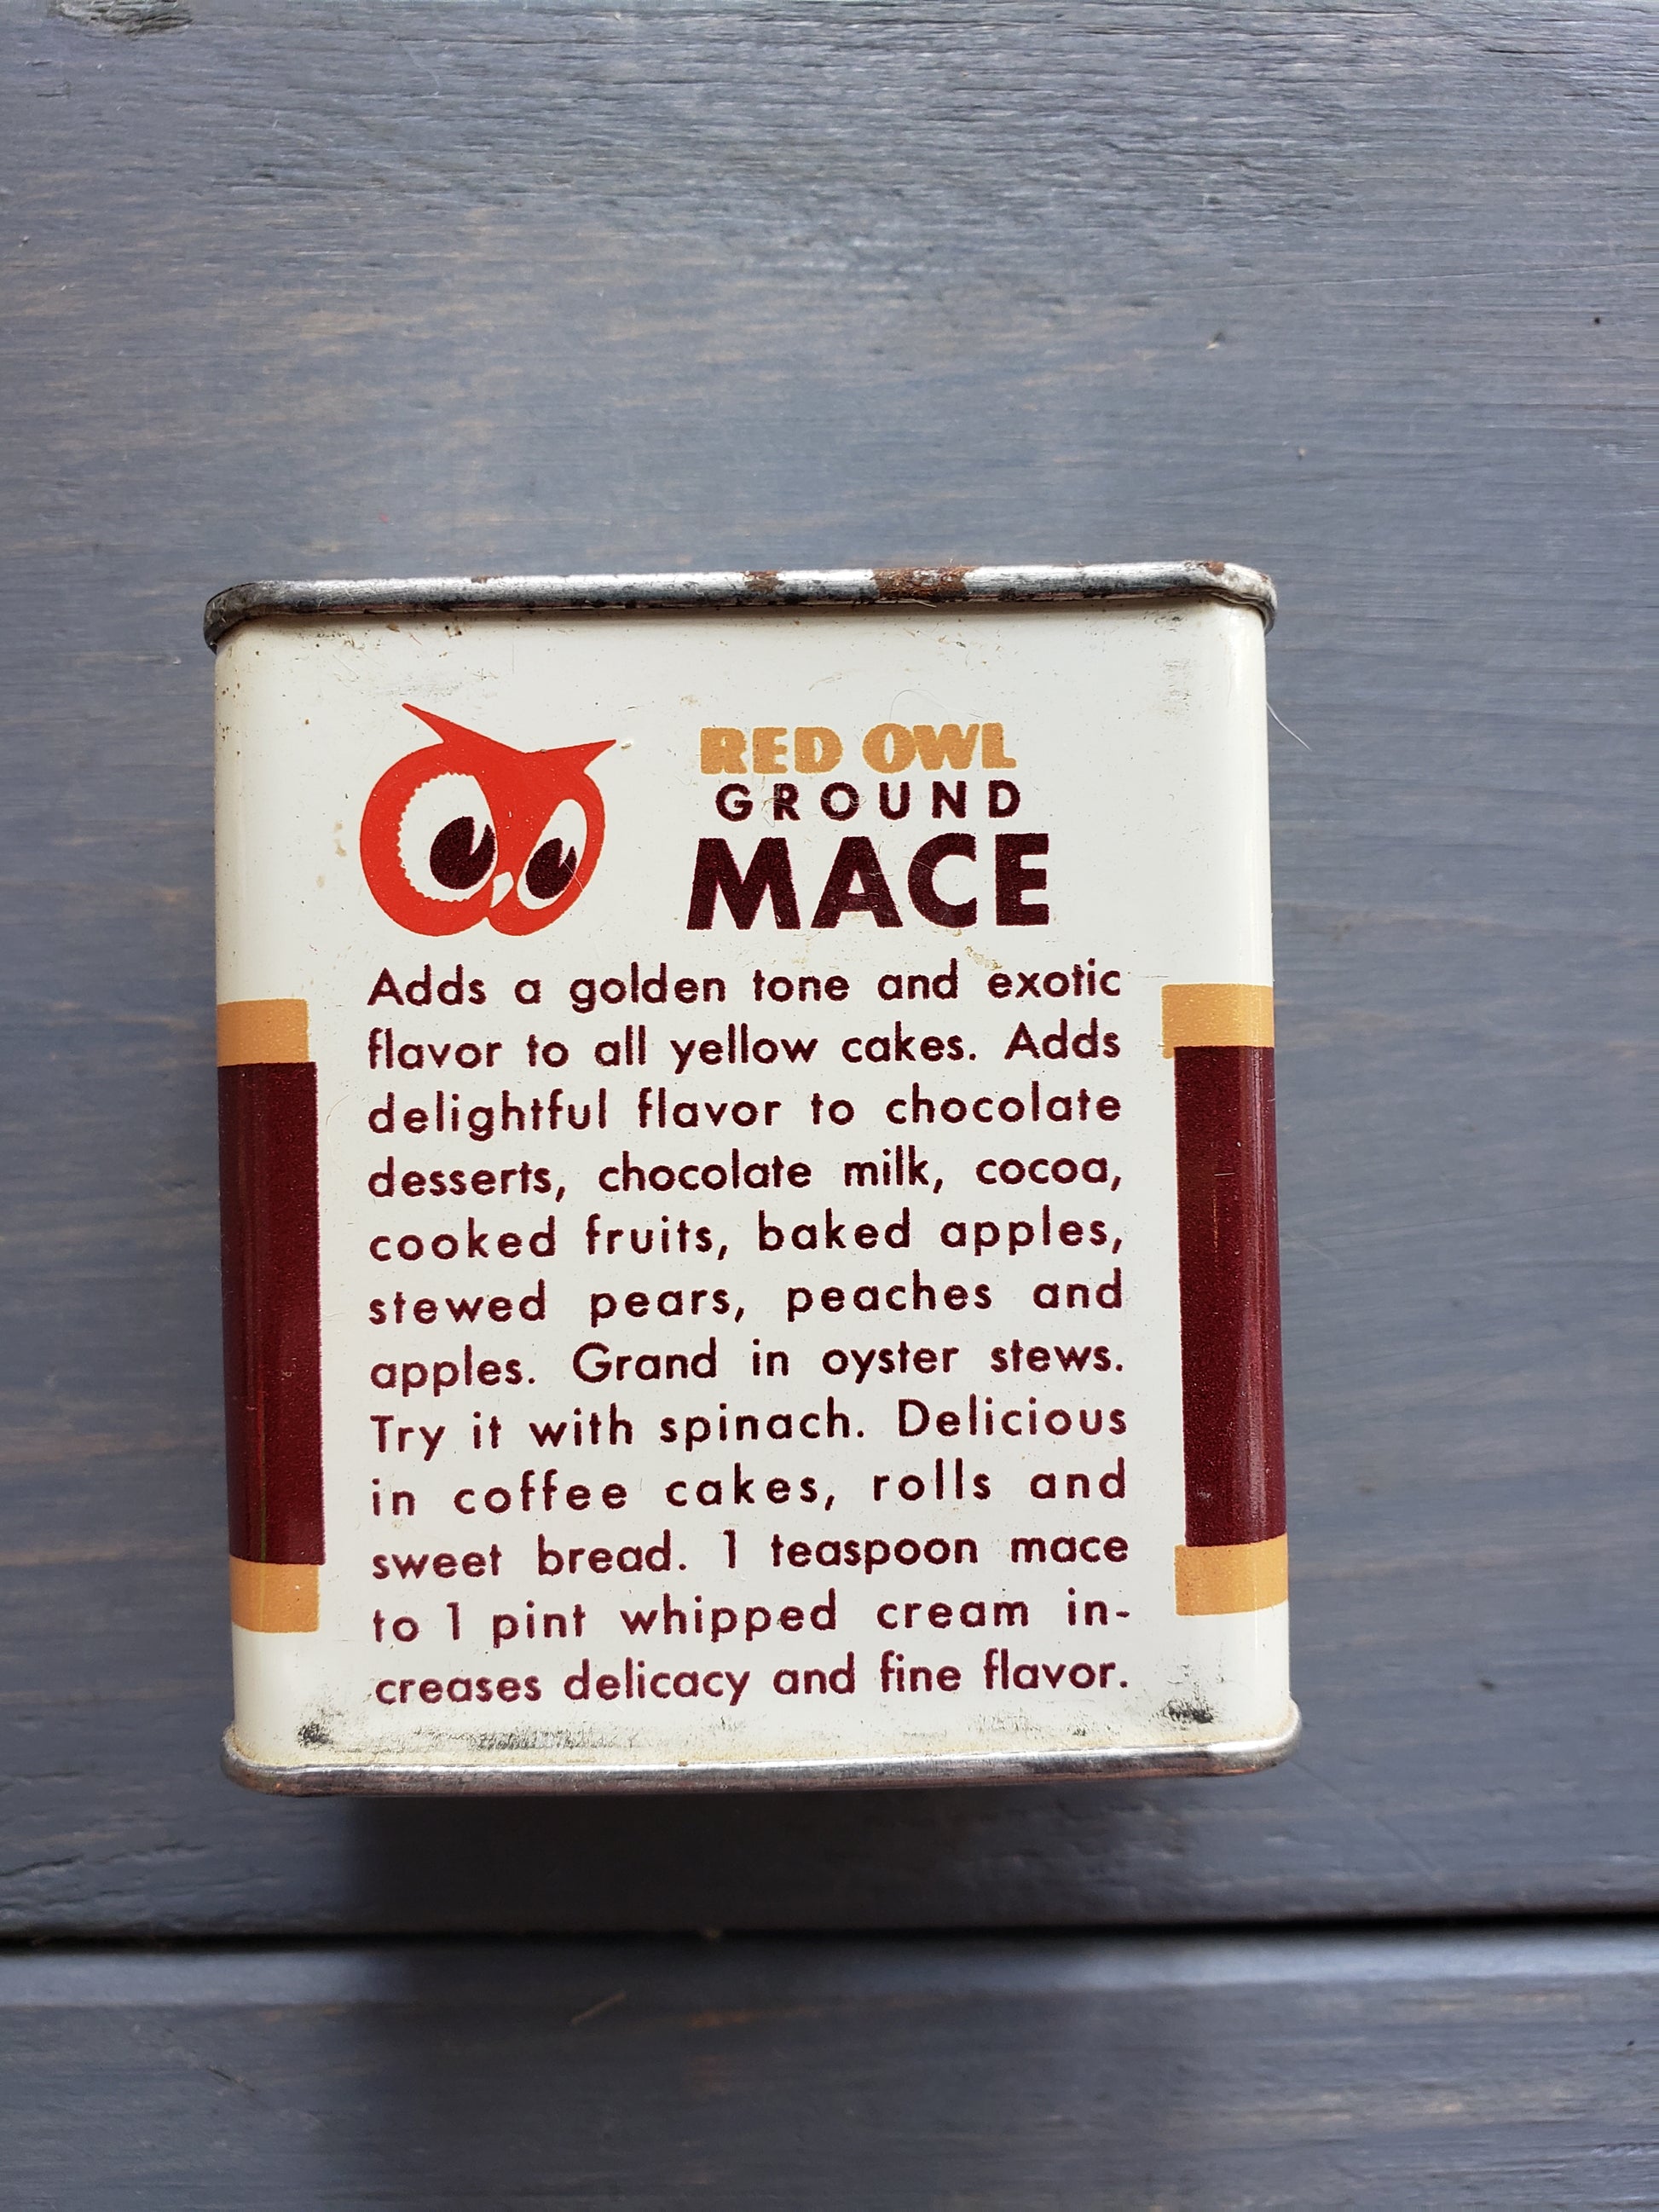 RED OWL
GROUND
MACE
Adds a golden tone and exotic
flavor to all yellow cakes. Adds
delightful flavor to chocolate
desserts, chocolate milk, cocoa,
cooked fruits, baked apples,
stewed pears, peaches and
apples. Grand in oyster stews.
Try it with spinach. Delicious
in coffee cakes, rolls and
sweet bread. 1 teaspoon mace
to 1 pint whipped cream in-
creases delicacy and fine flavor.